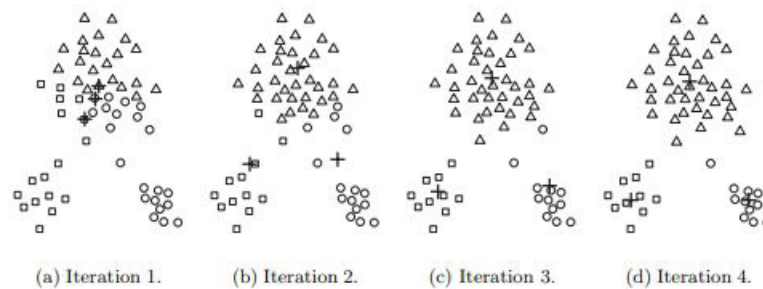 (a) Iteration 1.
(b) Iteration 2.
(c) Iteration 3.
(d) Iteration 4.